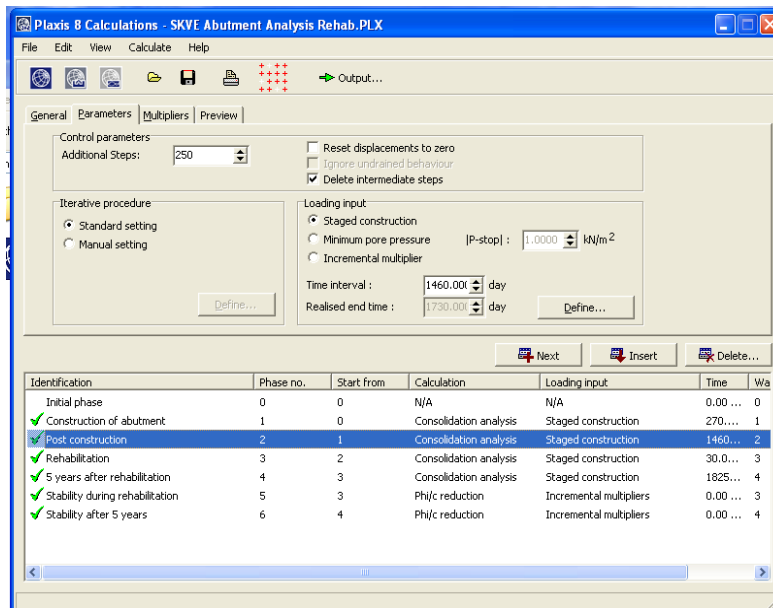 Plaxis 8 Calculations - SKVE Abutment Analysis Rehab.PLX
File Edit View Calculate Help
Output...
General Parameters Multipliers Preview
Control parameters
Additional Steps: 250
Reset displacements to zero
Ignore undrained behaviour
Delete intermediate steps
Iterative procedure
Standard setting
Manual setting
Define...
Loading input
Staged construction
Minimum pore pressure |P-stop| : 1.0000 kN/m2
Incremental multiplier
Time interval : 1460.00 day
Realised end time : 1730.00 day
Define...
Next Insert Delete...
Identification Phase no. Start from Calculation Loading input Time Wa
Initial phase 0 0 N/A N/A 0.00 ... 0
Construction of abutment 1 0 Consolidation analysis Staged construction 270.... 1
Post construction 2 1 Consolidation analysis Staged construction 1460... 2
Rehabilitation 3 2 Consolidation analysis Staged construction 30.0... 3
5 years after rehabilitation 4 3 Consolidation analysis Staged construction 1825... 4
Stability during rehabilitation 5 3 Phi/c reduction Incremental multipliers 0.00 ... 3
Stability after 5 years 6 4 Phi/c reduction Incremental multipliers 0.00 ... 4